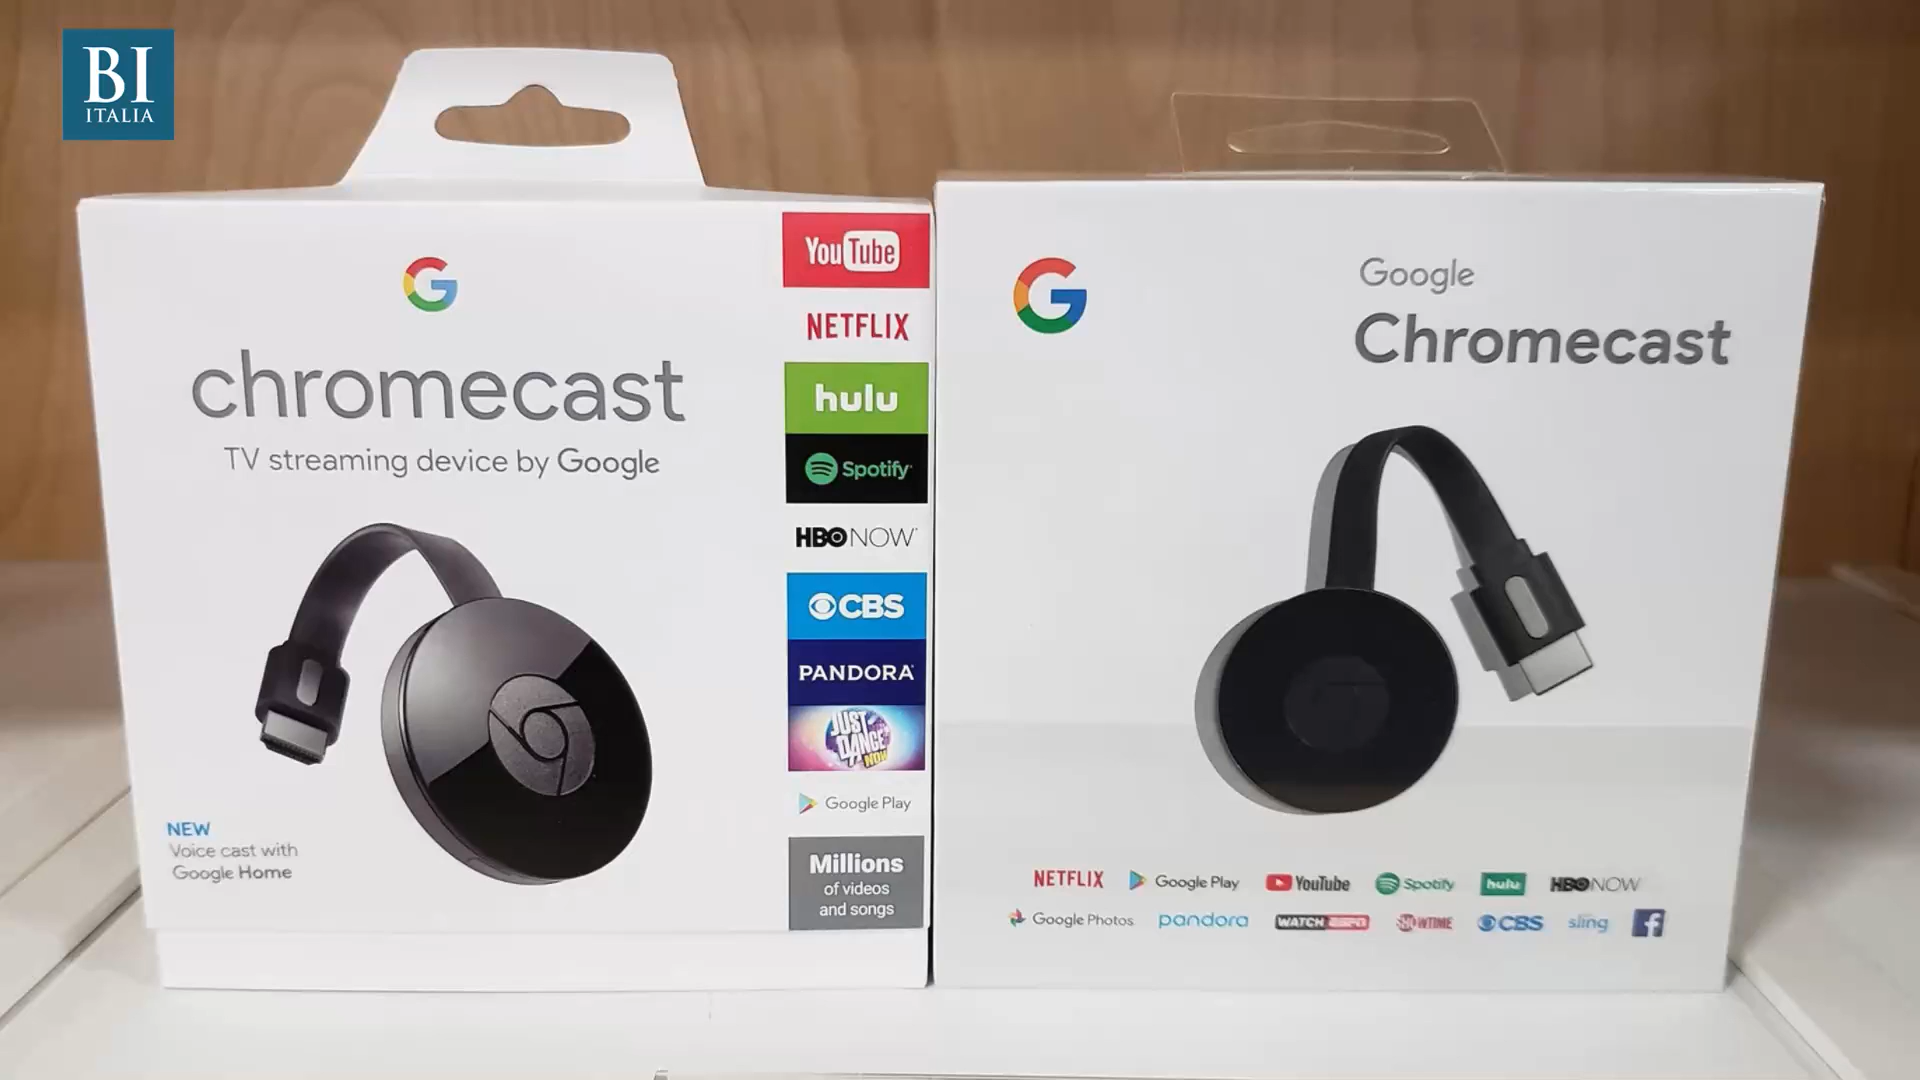 BI
ITALIA
chromecast
TV streaming device by Google
NEW
Voice cast with
Google Home
YouTube
NETFLIX
hulu
Spotify
HBO NOW
CBS
PANDORA
JUST
DANCE
NOW
Google Play
Millions
of videos
and songs
Google
Chromecast
NETFLIX Google Play YouTube Spotify hulu HBO NOW
Google Photos pandora WATCH ESPN SHOWTIME CBS sling